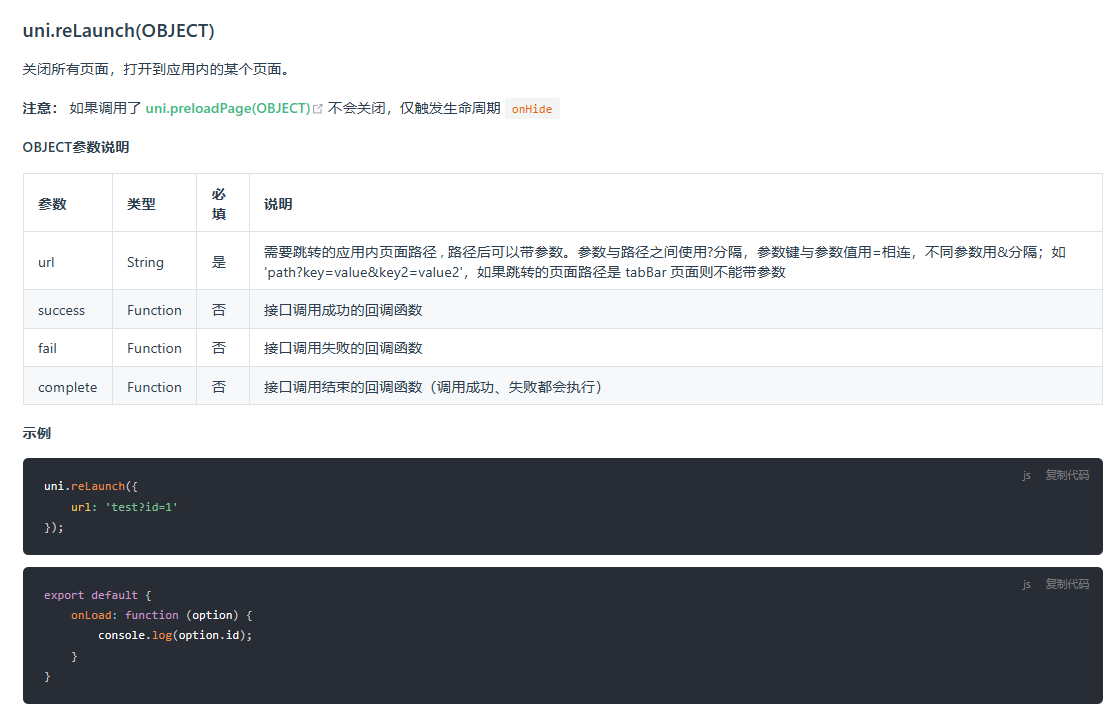 uni.reLaunch(OBJECT)
关闭所有页面，打开到应用内的某个页面。
注意： 如果调用了 uni.preloadPage(OBJECT) 不会关闭，仅触发生命周期 onHide
OBJECT参数说明
参数 类型 必填 说明
url String 是 需要跳转的应用内页面路径 , 路径后可以带参数。参数与路径之间使用?分隔，参数键与参数值用=相连，不同参数用&分隔；如
'path?key=value&key2=value2'，如果跳转的页面路径是 tabBar 页面则不能带参数
success Function 否 接口调用成功的回调函数
fail Function 否 接口调用失败的回调函数
complete Function 否 接口调用结束的回调函数（调用成功、失败都会执行）
示例
js 复制代码
uni.reLaunch({
    url: 'test?id=1'
});
js 复制代码
export default {
    onLoad: function (option) {
        console.log(option.id);
    }
}